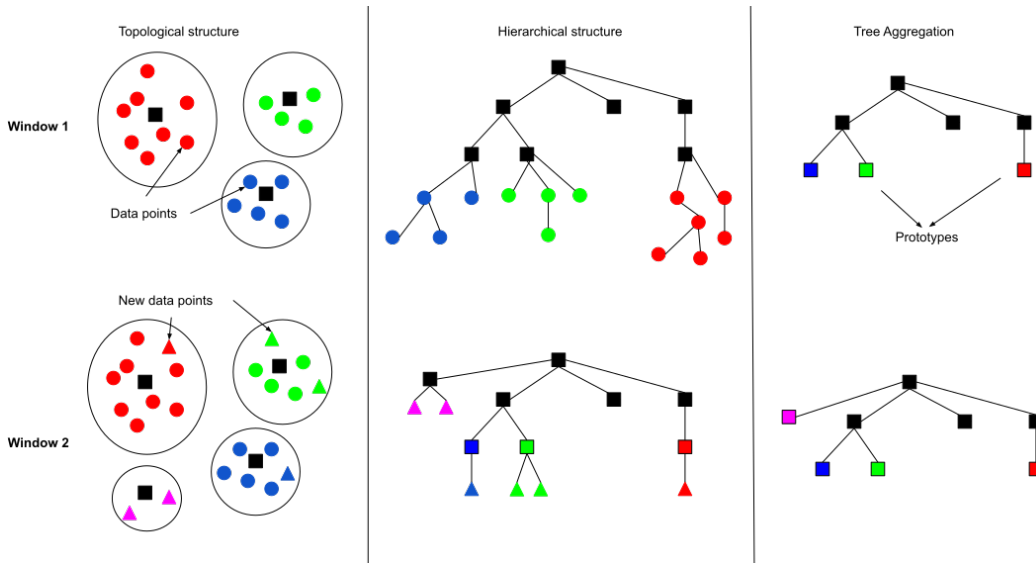 Topological structure
Hierarchical structure
Tree Aggregation
Window 1
Data points
Prototypes
New data points
Window 2